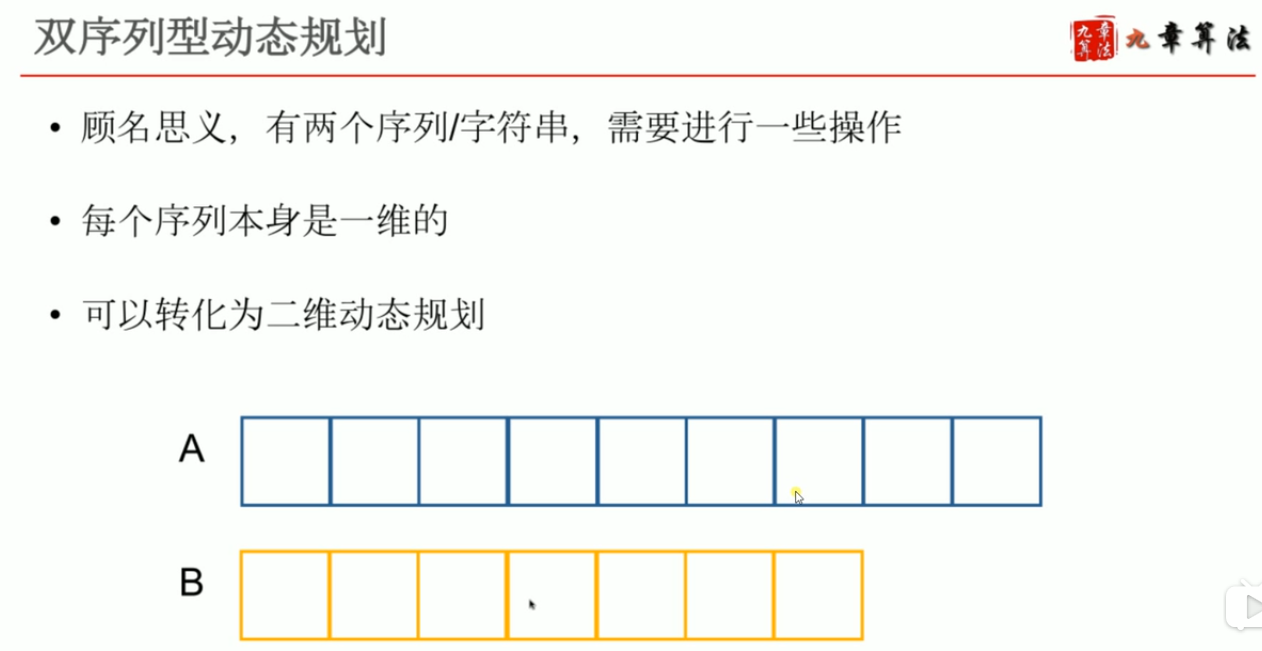 双序列型动态规划
九章算法
九章算法
• 顾名思义，有两个序列/字符串，需要进行一些操作
• 每个序列本身是一维的
• 可以转化为二维动态规划
A
B